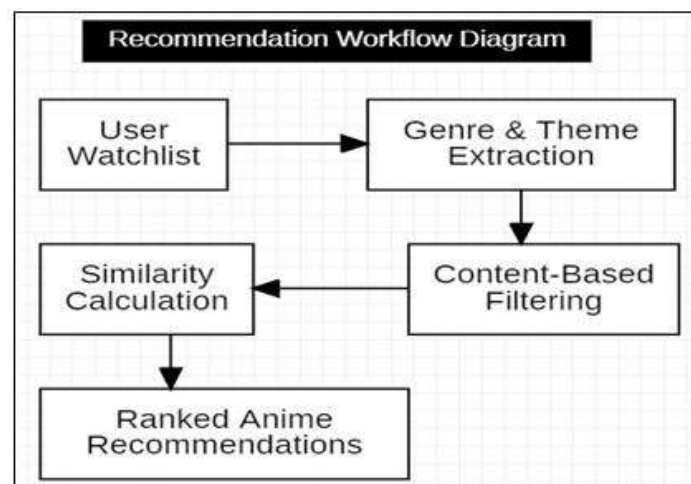 Recommendation Workflow Diagram
User
Watchlist
Genre & Theme
Extraction
Similarity
Calculation
Content-Based
Filtering
Ranked Anime
Recommendations